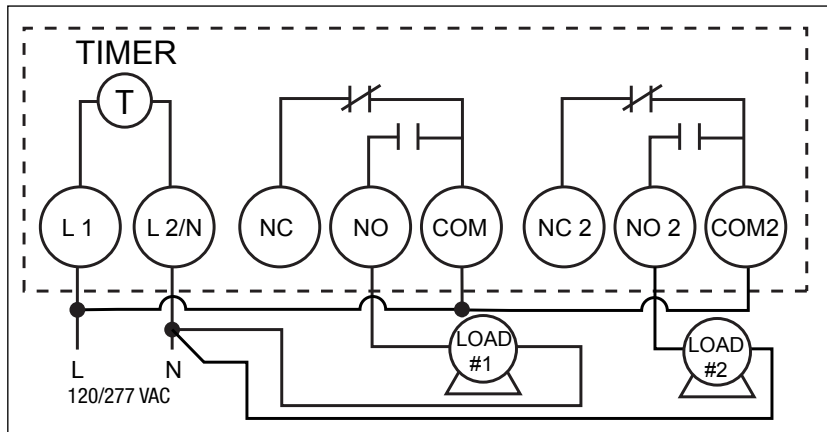 TIMER
T
L 1
L 2/N
NC
NO
COM
NC 2
NO 2
COM2
LOAD
#1
LOAD
#2
L
N
120/277 VAC